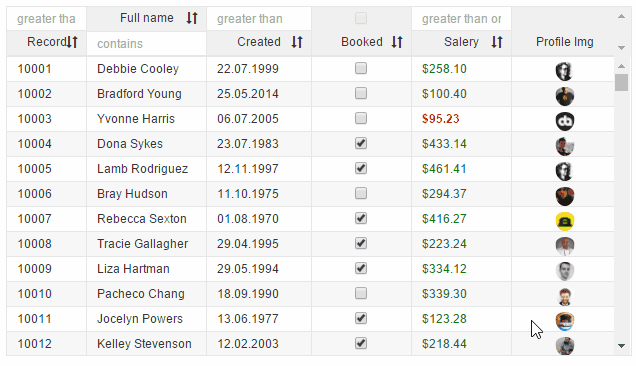 greater tha Full name greater than greater than or
Record contains Created Booked Salery Profile Img
10001 Debbie Cooley 22.07.1999 $258.10
10002 Bradford Young 25.05.2014 $100.40
10003 Yvonne Harris 06.07.2005 $95.23
10004 Dona Sykes 23.07.1983 $433.14
10005 Lamb Rodriguez 12.11.1997 $461.41
10006 Bray Hudson 11.10.1975 $294.37
10007 Rebecca Sexton 01.08.1970 $416.27
10008 Tracie Gallagher 29.04.1995 $223.24
10009 Liza Hartman 29.05.1994 $334.12
10010 Pacheco Chang 18.09.1990 $339.30
10011 Jocelyn Powers 13.06.1977 $123.28
10012 Kelley Stevenson 12.02.2003 $218.44